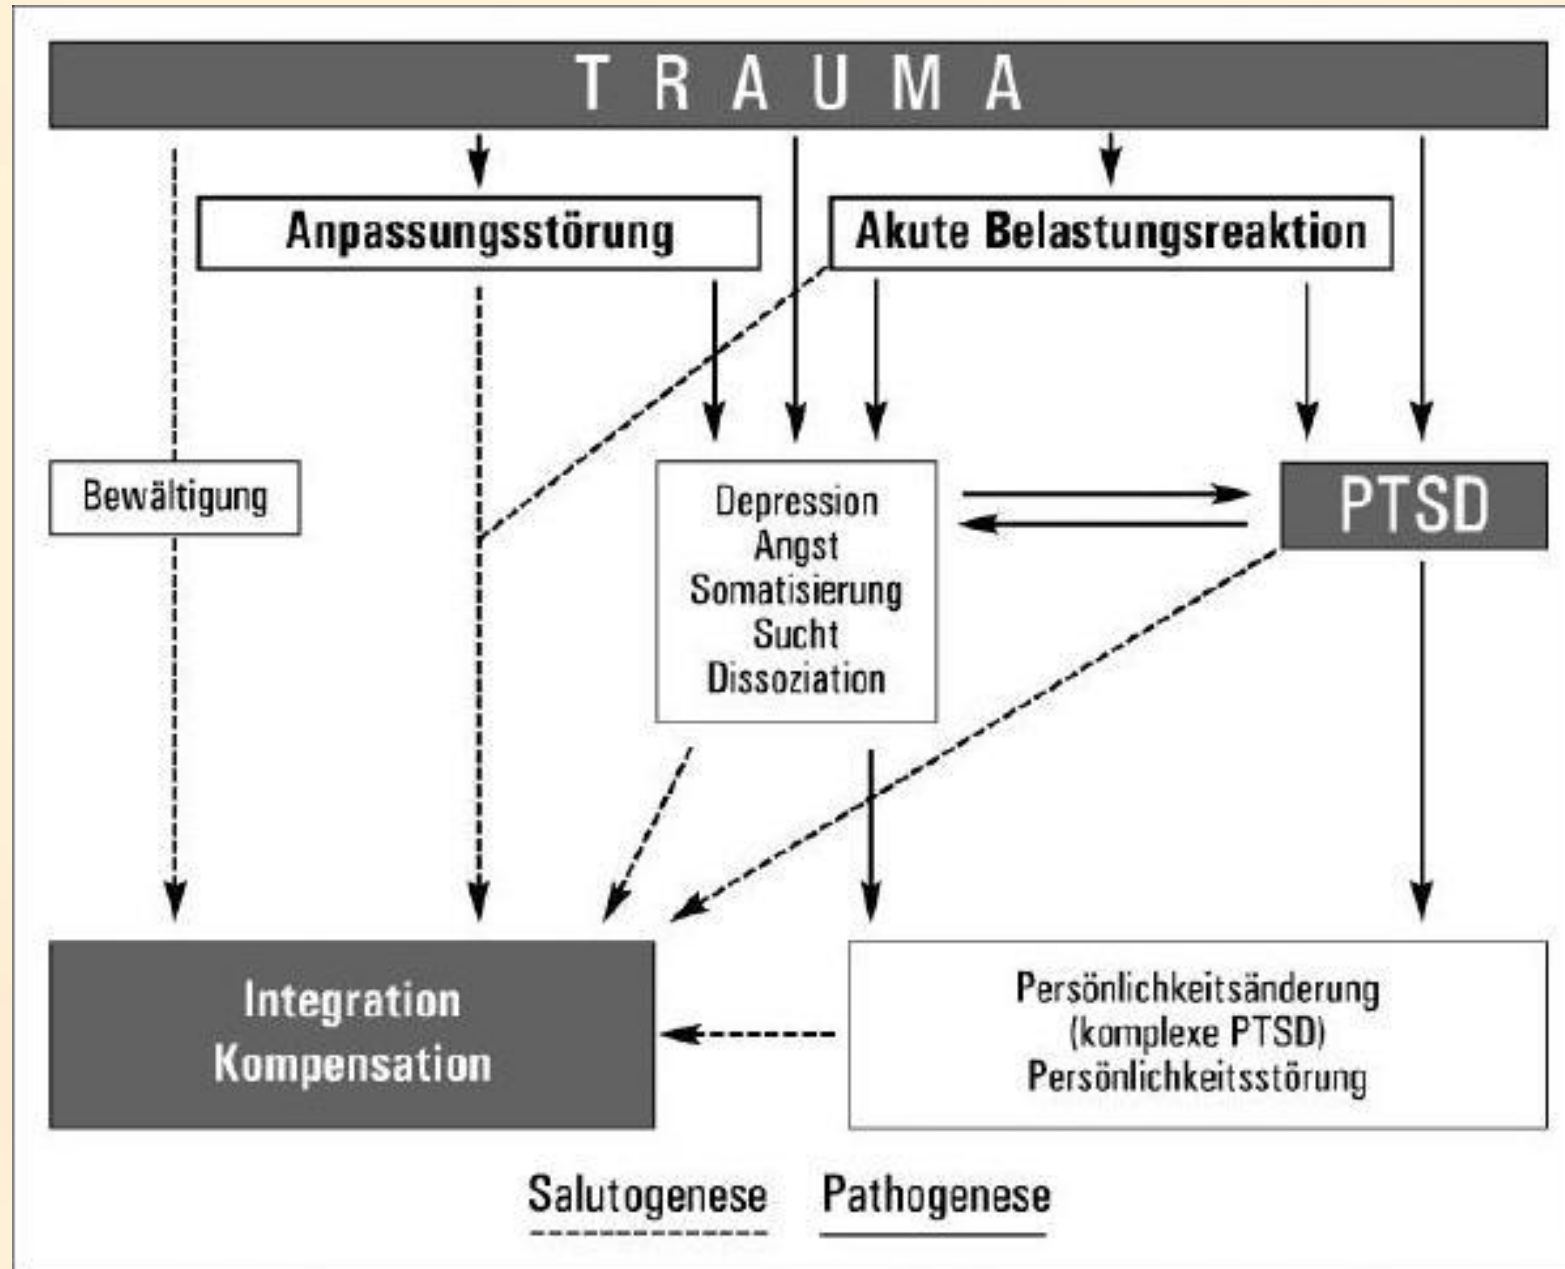 TRAUMA
Anpassungsstörung
Akute Belastungsreaktion
Bewältigung
Depression
Angst
Somatisierung
Sucht
Dissoziation
PTSD
Integration
Kompensation
Persönlichkeitsänderung
(komplexe PTSD)
Persönlichkeitsstörung
Salutogenese
Pathogenese